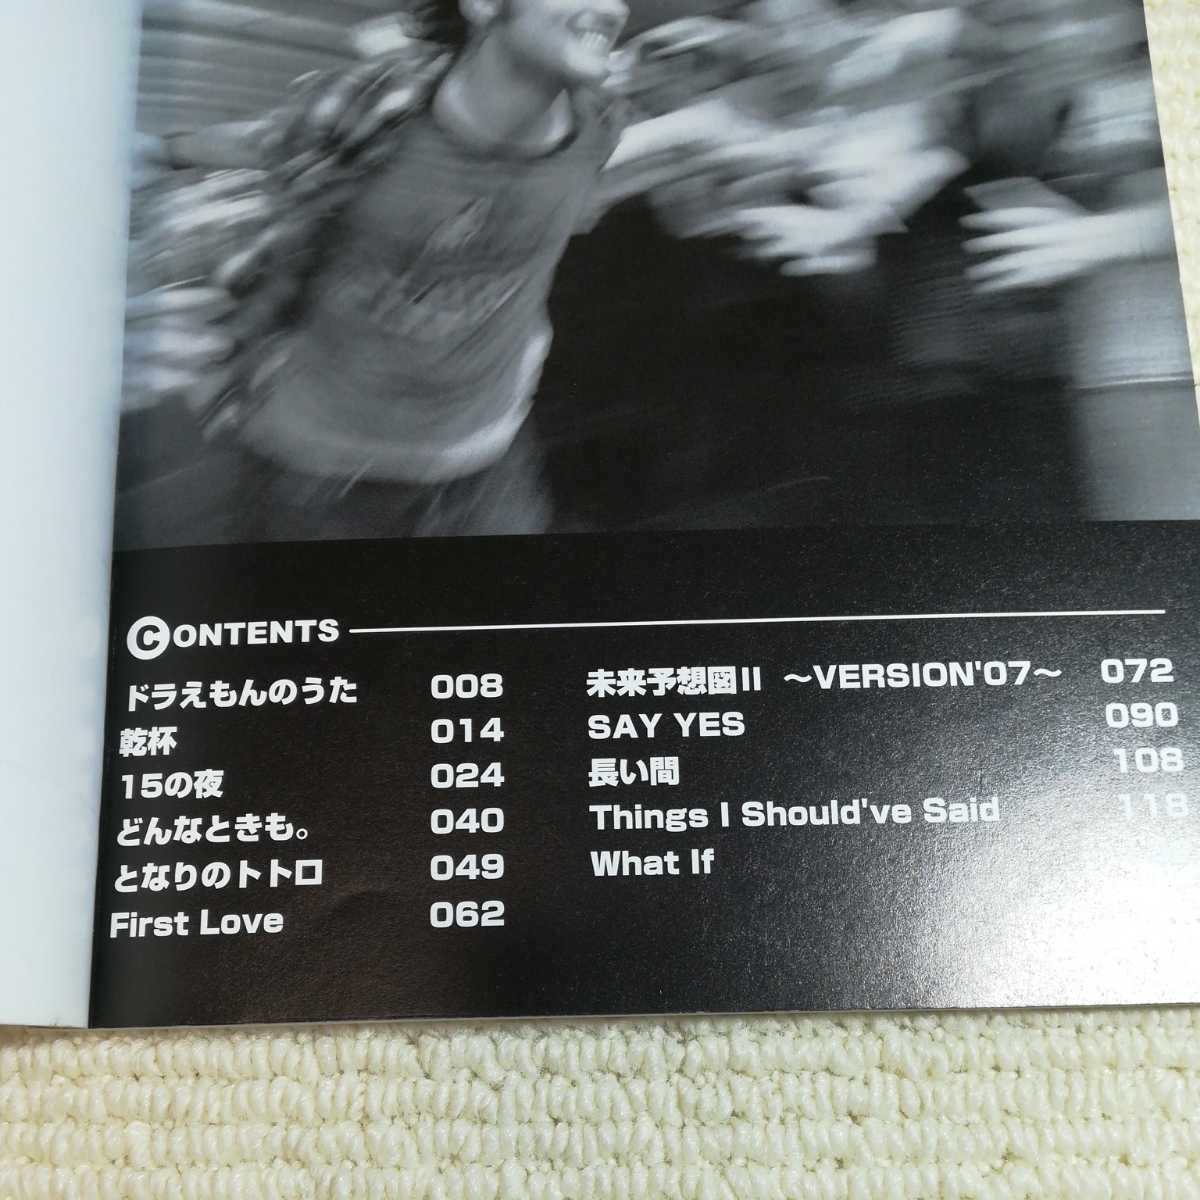 CONTENTS
ドラえもんのうた 008
乾杯 014
15の夜 024
どんなときも。 040
となりのトトロ 049
First Love 062
未来予想図II ～VERSION'07～ 072
SAY YES 090
長い間 108
Things I Should've Said 118
What If